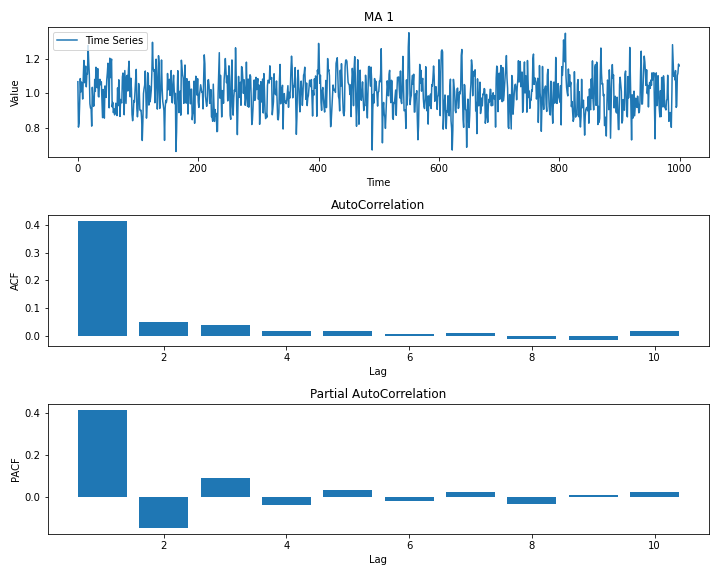 MA 1
Time Series
Value
1.2
1.0
0.8
0 200 400 600 800 1000
Time
AutoCorrelation
ACF
0.4
0.3
0.2
0.1
0.0
2 4 6 8 10
Lag
Partial AutoCorrelation
PACF
0.4
0.2
0.0
2 4 6 8 10
Lag